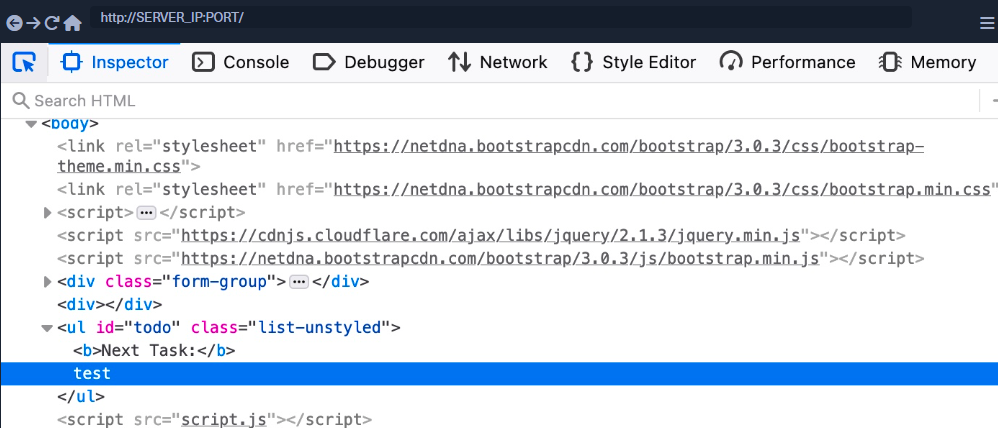 http://SERVER_IP:PORT/
Inspector Console Debugger Network Style Editor Performance Memory
Search HTML
<body>
<link rel="stylesheet" href="https://netdna.bootstrapcdn.com/bootstrap/3.0.3/css/bootstrap-
theme.min.css">
<link rel="stylesheet" href="https://netdna.bootstrapcdn.com/bootstrap/3.0.3/css/bootstrap.min.css"
<script>...</script>
<script src="https://cdnjs.cloudflare.com/ajax/libs/jquery/2.1.3/jquery.min.js"></script>
<script src="https://netdna.bootstrapcdn.com/bootstrap/3.0.3/js/bootstrap.min.js"></script>
<div class="form-group">...</div>
<div></div>
<ul id="todo" class="list-unstyled">
<b>Next Task:</b>
test
</ul>
<script src="script.js"></script>